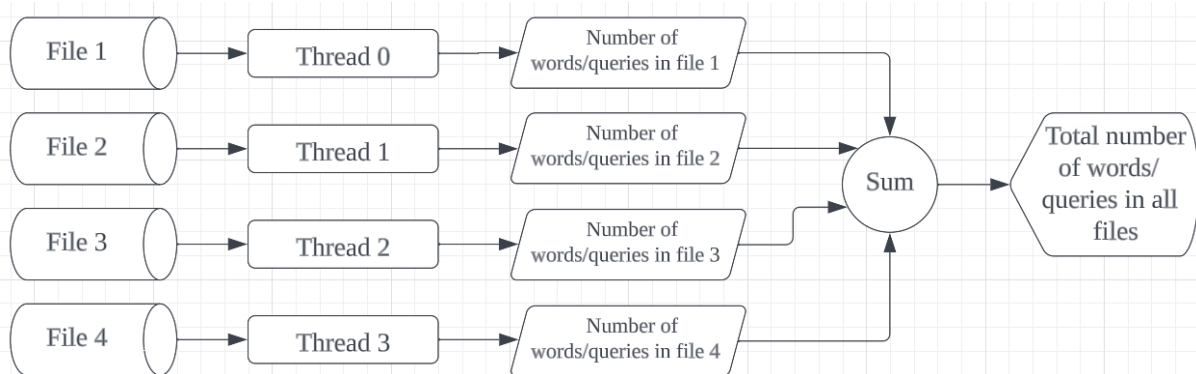 File 1
Thread 0
Number of
words/queries in file 1
File 2
Thread 1
Number of
words/queries in file 2
File 3
Thread 2
Number of
words/queries in file 3
File 4
Thread 3
Number of
words/queries in file 4
Sum
Total number
of words/
queries in all
files